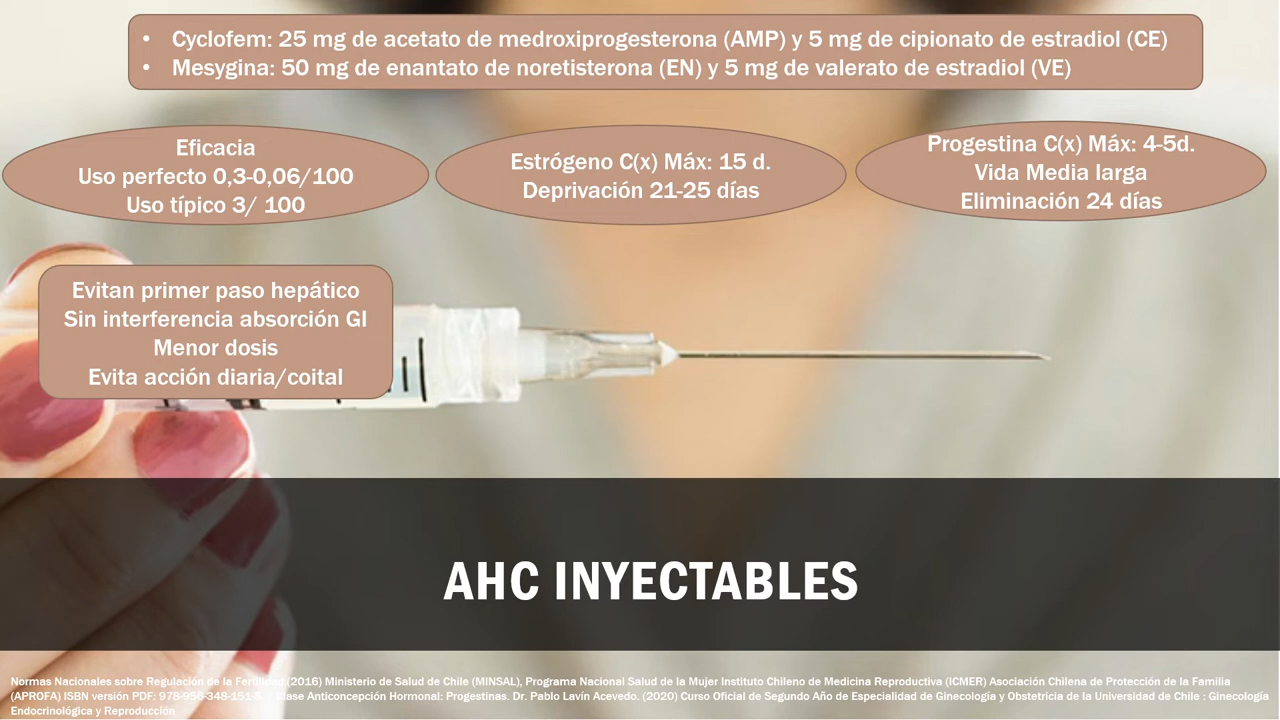 • Cyclofem: 25 mg de acetato de medroxiprogesterona (AMP) y 5 mg de cipionato de estradiol (CE)
• Mesygina: 50 mg de enantato de noretisterona (EN) y 5 mg de valerato de estradiol (VE)
Eficacia
Uso perfecto 0,3-0,06/100
Uso típico 3/ 100
Estrógeno C(x) Máx: 15 d.
Deprivación 21-25 días
Progestina C(x) Máx: 4-5d.
Vida Media larga
Eliminación 24 días
Evitan primer paso hepático
Sin interferencia absorción GI
Menor dosis
Evita acción diaria/coital
AHC INYECTABLES
Normas Nacionales sobre Regulación de la Fertilidad (2016) Ministerio de Salud de Chile (MINSAL), Programa Nacional Salud de la Mujer Instituto Chileno de Medicina Reproductiva (ICMER) Asociación Chilena de Protección de la Familia
(APROFA) ISBN versión PDF: 978-956-348-151-8. Clase Anticoncepción Hormonal: Progestinas. Dr. Pablo Lavín Acevedo. (2020) Curso Oficial de Segundo Año de Especialidad de Ginecología y Obstetricia de la Universidad de Chile : Ginecología
Endocrinológica y Reproducción